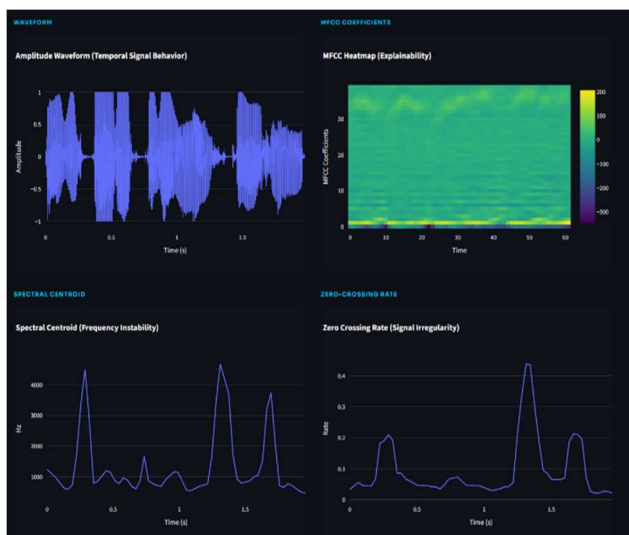 WAVEFORM
Amplitude Waveform (Temporal Signal Behavior)
1
0.5
0
−0.5
−1
Amplitude
0
0.5
1
1.5
Time (s)
MFCC COEFFICIENTS
MFCC Heatmap (Explainability)
30
20
10
0
MFCC Coefficients
0
10
20
30
40
50
60
Time
200
100
0
−100
−200
−300
SPECTRAL CENTROID
Spectral Centroid (Frequency Instability)
4000
3000
2000
1000
Hz
0
0.5
1
1.5
Time (s)
ZERO-CROSSING RATE
Zero Crossing Rate (Signal Irregularity)
0.4
0.3
0.2
0.1
0
Rate
0
0.5
1
1.5
Time (s)